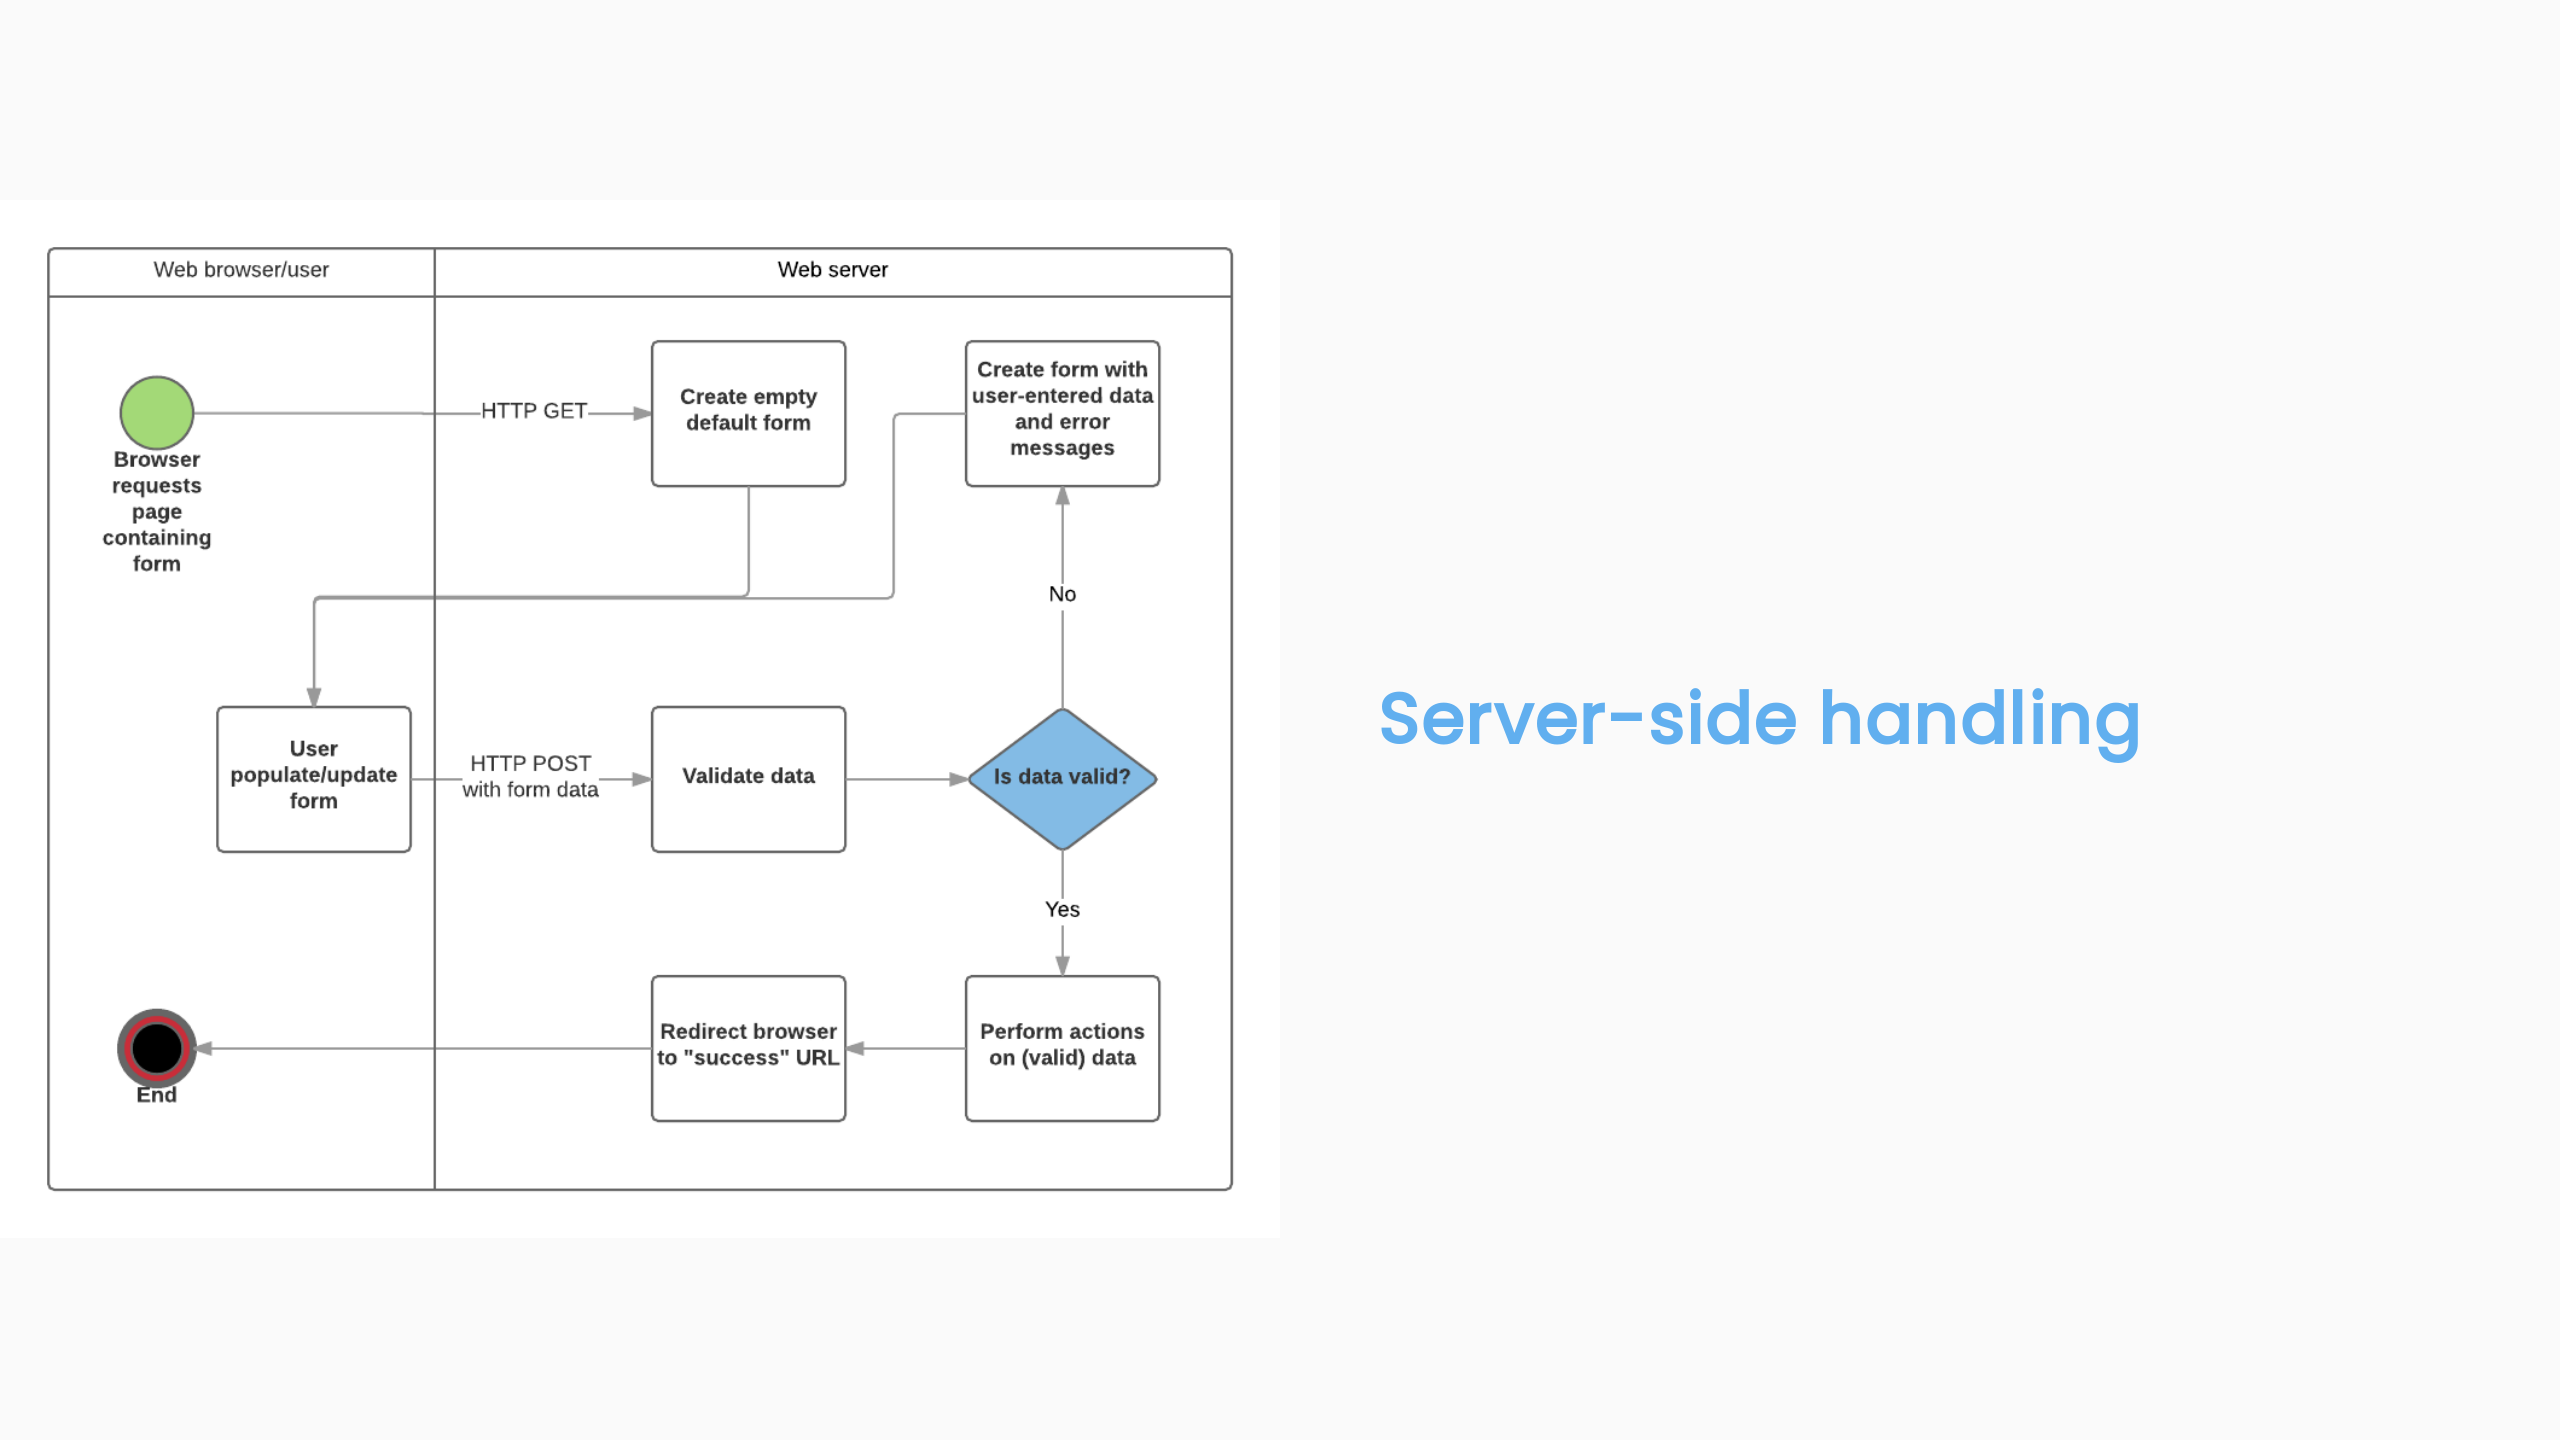 Web browser/user
Web server
Browser
requests
page
containing
form
HTTP GET
Create empty
default form
Create form with
user-entered data
and error
messages
No
User
populate/update
form
HTTP POST
with form data
Validate data
Is data valid?
Yes
End
Redirect browser
to "success" URL
Perform actions
on (valid) data
Server-side handling